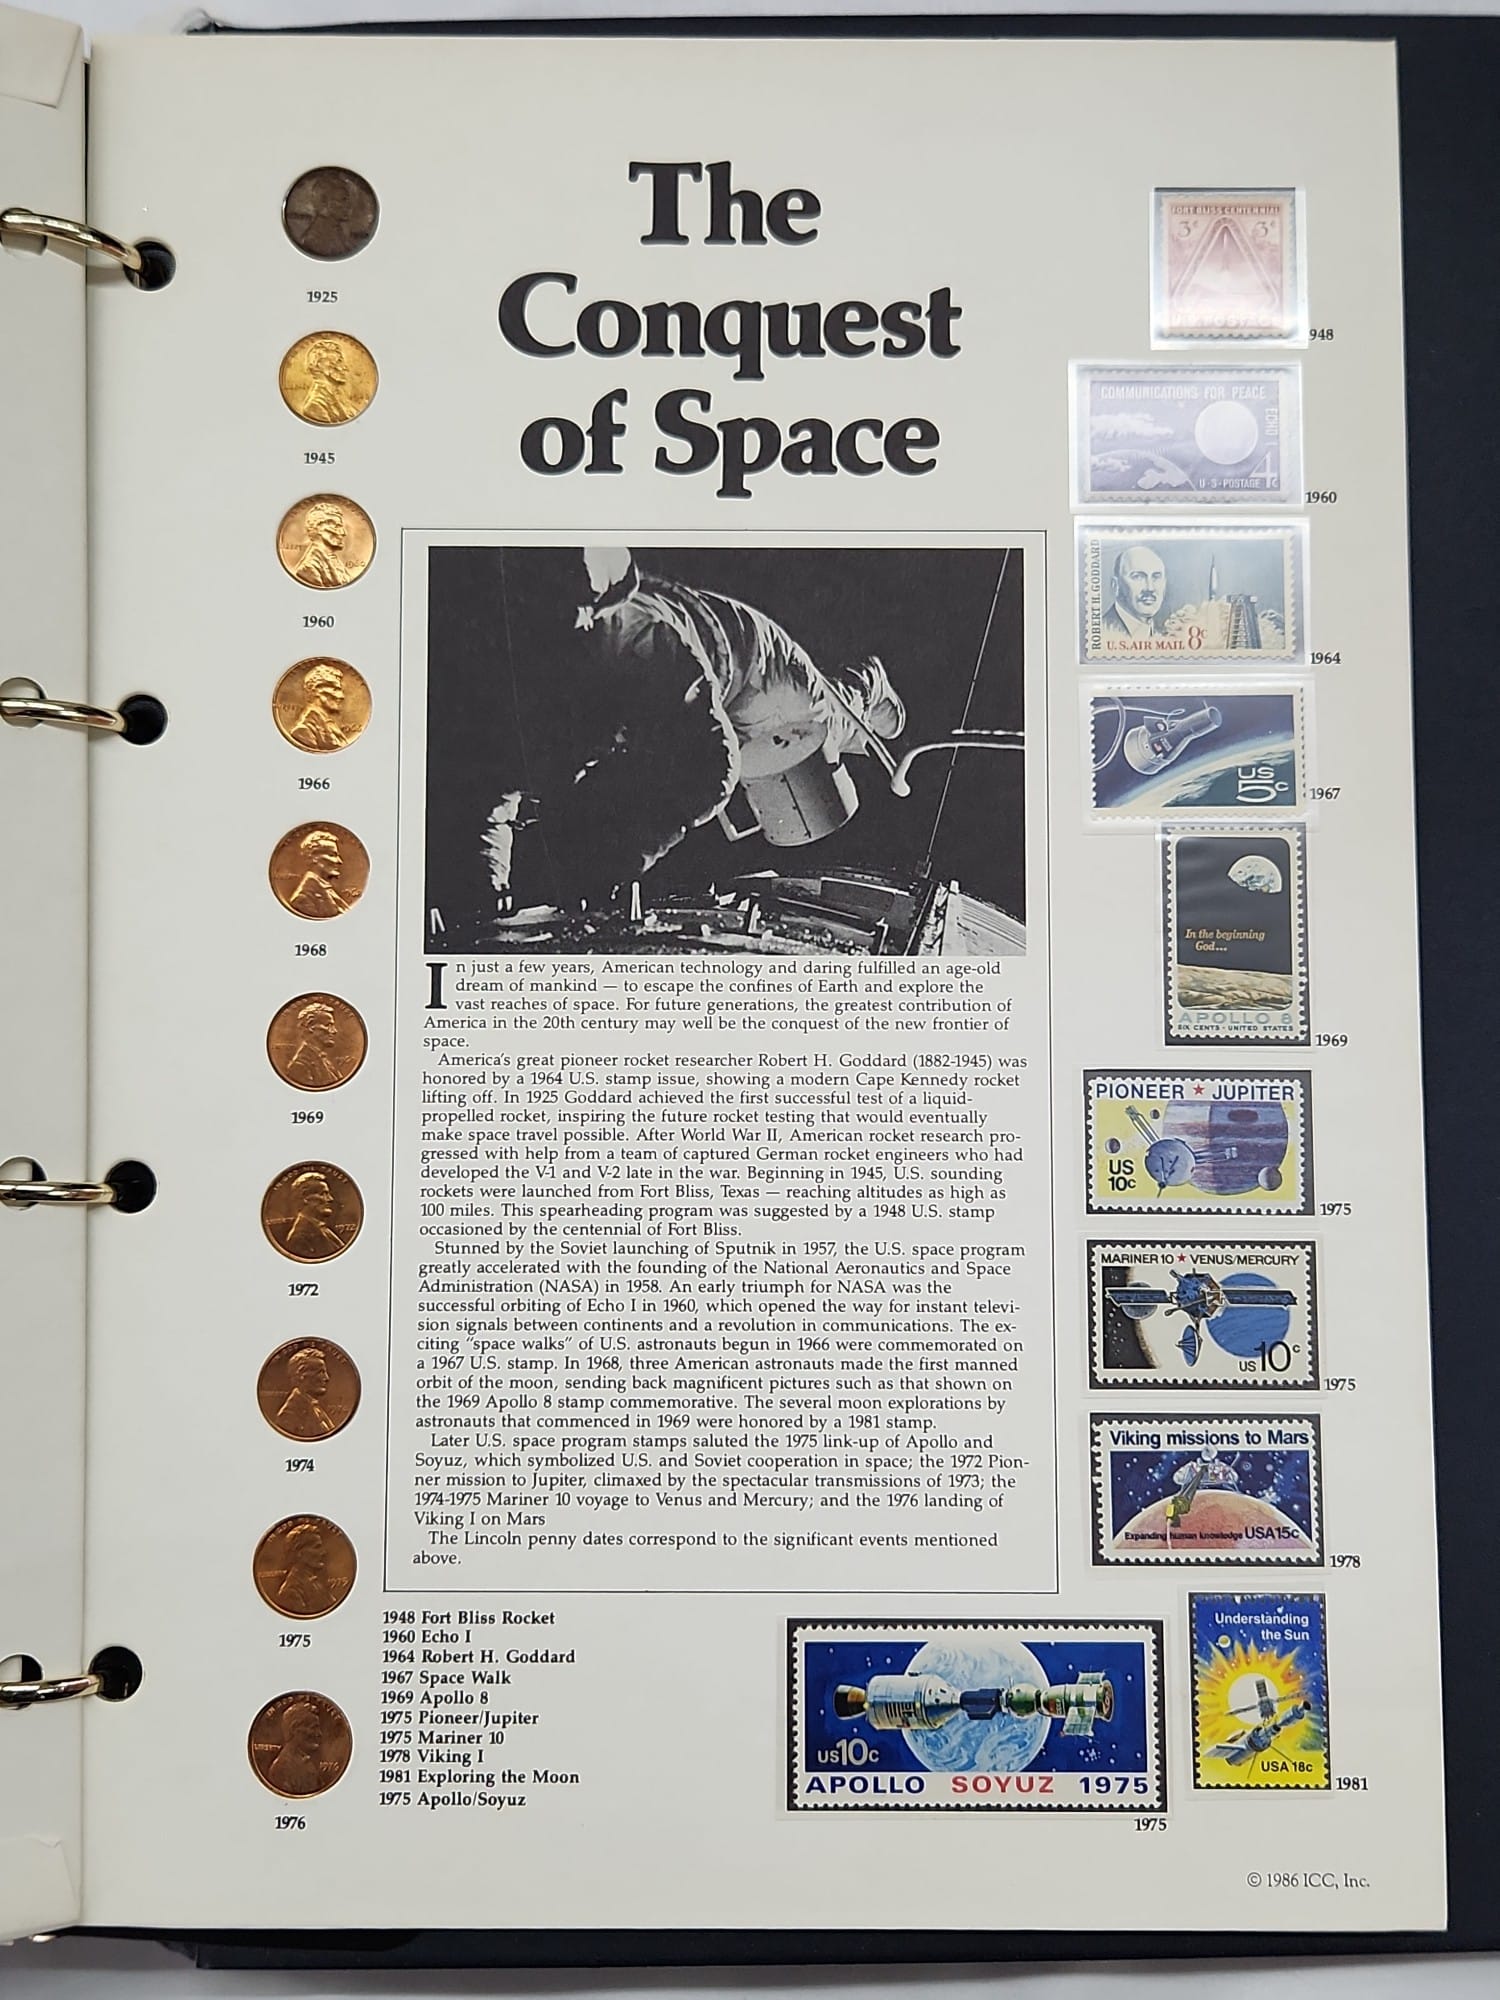 The
Conquest
of Space
1925
1945
1960
1966
1968
1969
1972
1974
1975
1976
In just a few years, American technology and daring fulfilled an age-old
dream of mankind — to escape the confines of Earth and explore the
vast reaches of space. For future generations, the greatest contribution of
America in the 20th century may well be the conquest of the new frontier of
space.
America's great pioneer rocket researcher Robert H. Goddard (1882-1945) was
honored by a 1964 U.S. stamp issue, showing a modern Cape Kennedy rocket
lifting off. In 1925 Goddard achieved the first successful test of a liquid-
propelled rocket, inspiring the future rocket testing that would eventually
make space travel possible. After World War II, American rocket research pro-
gressed with help from a team of captured German rocket engineers who had
developed the V-1 and V-2 late in the war. Beginning in 1945, U.S. sounding
rockets were launched from Fort Bliss, Texas — reaching altitudes as high as
100 miles. This spearheading program was suggested by a 1948 U.S. stamp
occasioned by the centennial of Fort Bliss.
Stunned by the Soviet launching of Sputnik in 1957, the U.S. space program
greatly accelerated with the founding of the National Aeronautics and Space
Administration (NASA) in 1958. An early triumph for NASA was the
successful orbiting of Echo I in 1960, which opened the way for instant televi-
sion signals between continents and a revolution in communications. The ex-
citing "space walks" of U.S. astronauts begun in 1966 were commemorated on
a 1967 U.S. stamp. In 1968, three American astronauts made the first manned
orbit of the moon, sending back magnificent pictures such as that shown on
the 1969 Apollo 8 stamp commemorative. The several moon explorations by
astronauts that commenced in 1969 were honored by a 1981 stamp.
Later U.S. space program stamps saluted the 1975 link-up of Apollo and
Soyuz, which symbolized U.S. and Soviet cooperation in space; the 1972 Pion-
ner mission to Jupiter, climaxed by the spectacular transmissions of 1973; the
1974-1975 Mariner 10 voyage to Venus and Mercury; and the 1976 landing of
Viking I on Mars
The Lincoln penny dates correspond to the significant events mentioned
above.
1948 Fort Bliss Rocket
1960 Echo I
1964 Robert H. Goddard
1967 Space Walk
1969 Apollo 8
1975 Pioneer/Jupiter
1975 Mariner 10
1978 Viking I
1981 Exploring the Moon
1975 Apollo/Soyuz
FORT BLISS CENTENNIAL
3¢ 3¢
948
COMMUNICATIONS FOR PEACE
ECHO I
U·S·POSTAGE 4c
1960
ROBERT H. GODDARD
U.S. AIR MAIL 8c
1964
US
5c
1967
In the beginning
God...
APOLLO 8
SIX CENTS · UNITED STATES
1969
PIONEER ★ JUPITER
US
10c
1975
MARINER 10 ★ VENUS/MERCURY
US 10c
1975
Viking missions to Mars
Expanding human knowledge USA 15c
1978
Understanding
the Sun
USA 18c
1981
US 10c
APOLLO SOYUZ 1975
1975
© 1986 ICC, Inc.